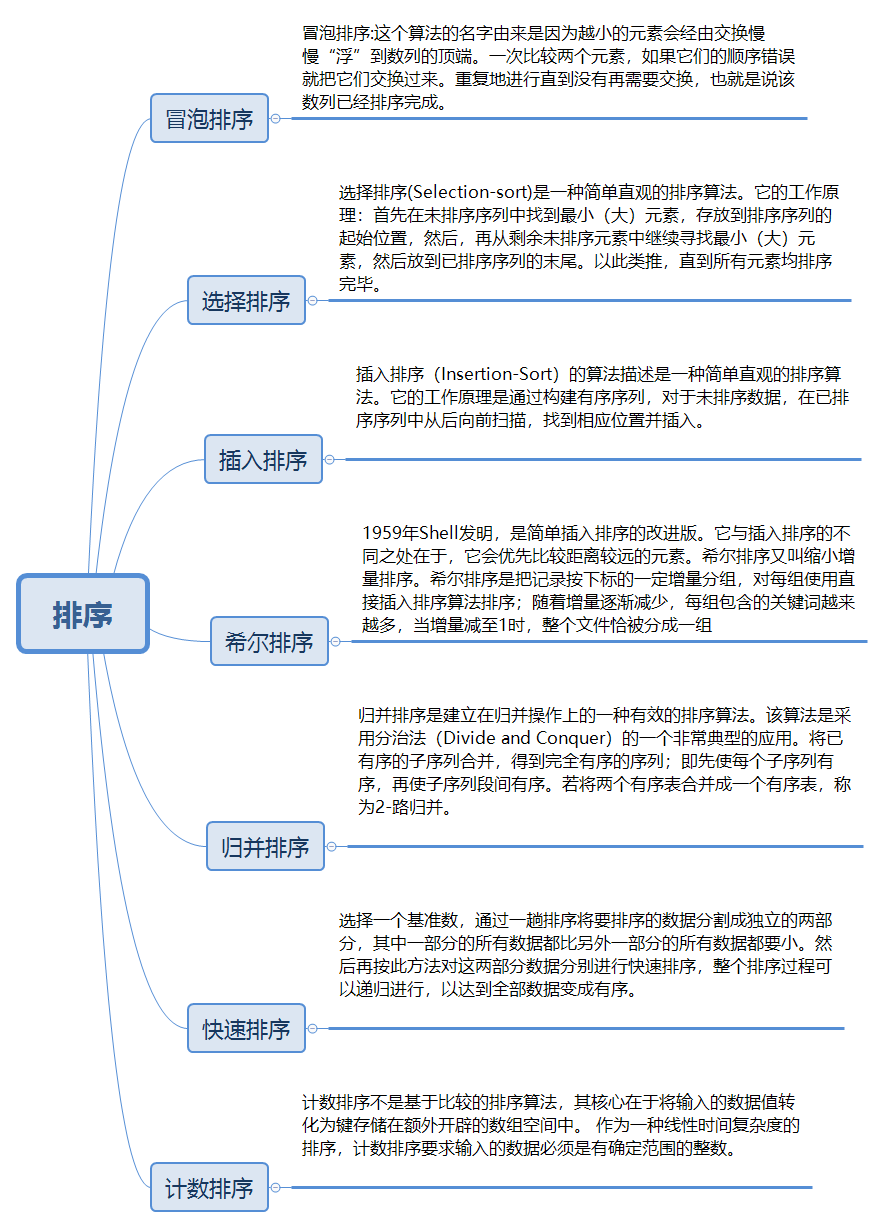 冒泡排序:这个算法的名字由来是因为越小的元素会经由交换慢
慢“浮”到数列的顶端。一次比较两个元素，如果它们的顺序错误
就把它们交换过来。重复地进行直到没有再需要交换，也就是说该
数列已经排序完成。
冒泡排序
选择排序(Selection-sort)是一种简单直观的排序算法。它的工作原
理：首先在未排序序列中找到最小（大）元素，存放到排序序列的
起始位置，然后，再从剩余未排序元素中继续寻找最小（大）元
素，然后放到已排序序列的末尾。以此类推，直到所有元素均排序
完毕。
选择排序
插入排序（Insertion-Sort）的算法描述是一种简单直观的排序算
法。它的工作原理是通过构建有序序列，对于未排序数据，在已排
序序列中从后向前扫描，找到相应位置并插入。
插入排序
1959年Shell发明，是简单插入排序的改进版。它与插入排序的不
同之处在于，它会优先比较距离较远的元素。希尔排序又叫缩小增
量排序。希尔排序是把记录按下标的一定增量分组，对每组使用直
接插入排序算法排序；随着增量逐渐减少，每组包含的关键词越来
越多，当增量减至1时，整个文件恰被分成一组
排序
希尔排序
归并排序是建立在归并操作上的一种有效的排序算法。该算法是采
用分治法（Divide and Conquer）的一个非常典型的应用。将已
有序的子序列合并，得到完全有序的序列；即先使每个子序列有
序，再使子序列段间有序。若将两个有序表合并成一个有序表，称
为2-路归并。
归并排序
选择一个基准数，通过一趟排序将要排序的数据分割成独立的两部
分，其中一部分的所有数据都比另外一部分的所有数据都要小。然
后再按此方法对这两部分数据分别进行快速排序，整个排序过程可
以递归进行，以达到全部数据变成有序。
快速排序
计数排序不是基于比较的排序算法，其核心在于将输入的数据值转
化为键存储在额外开辟的数组空间中。 作为一种线性时间复杂度的
排序，计数排序要求输入的数据必须是有确定范围的整数。
计数排序